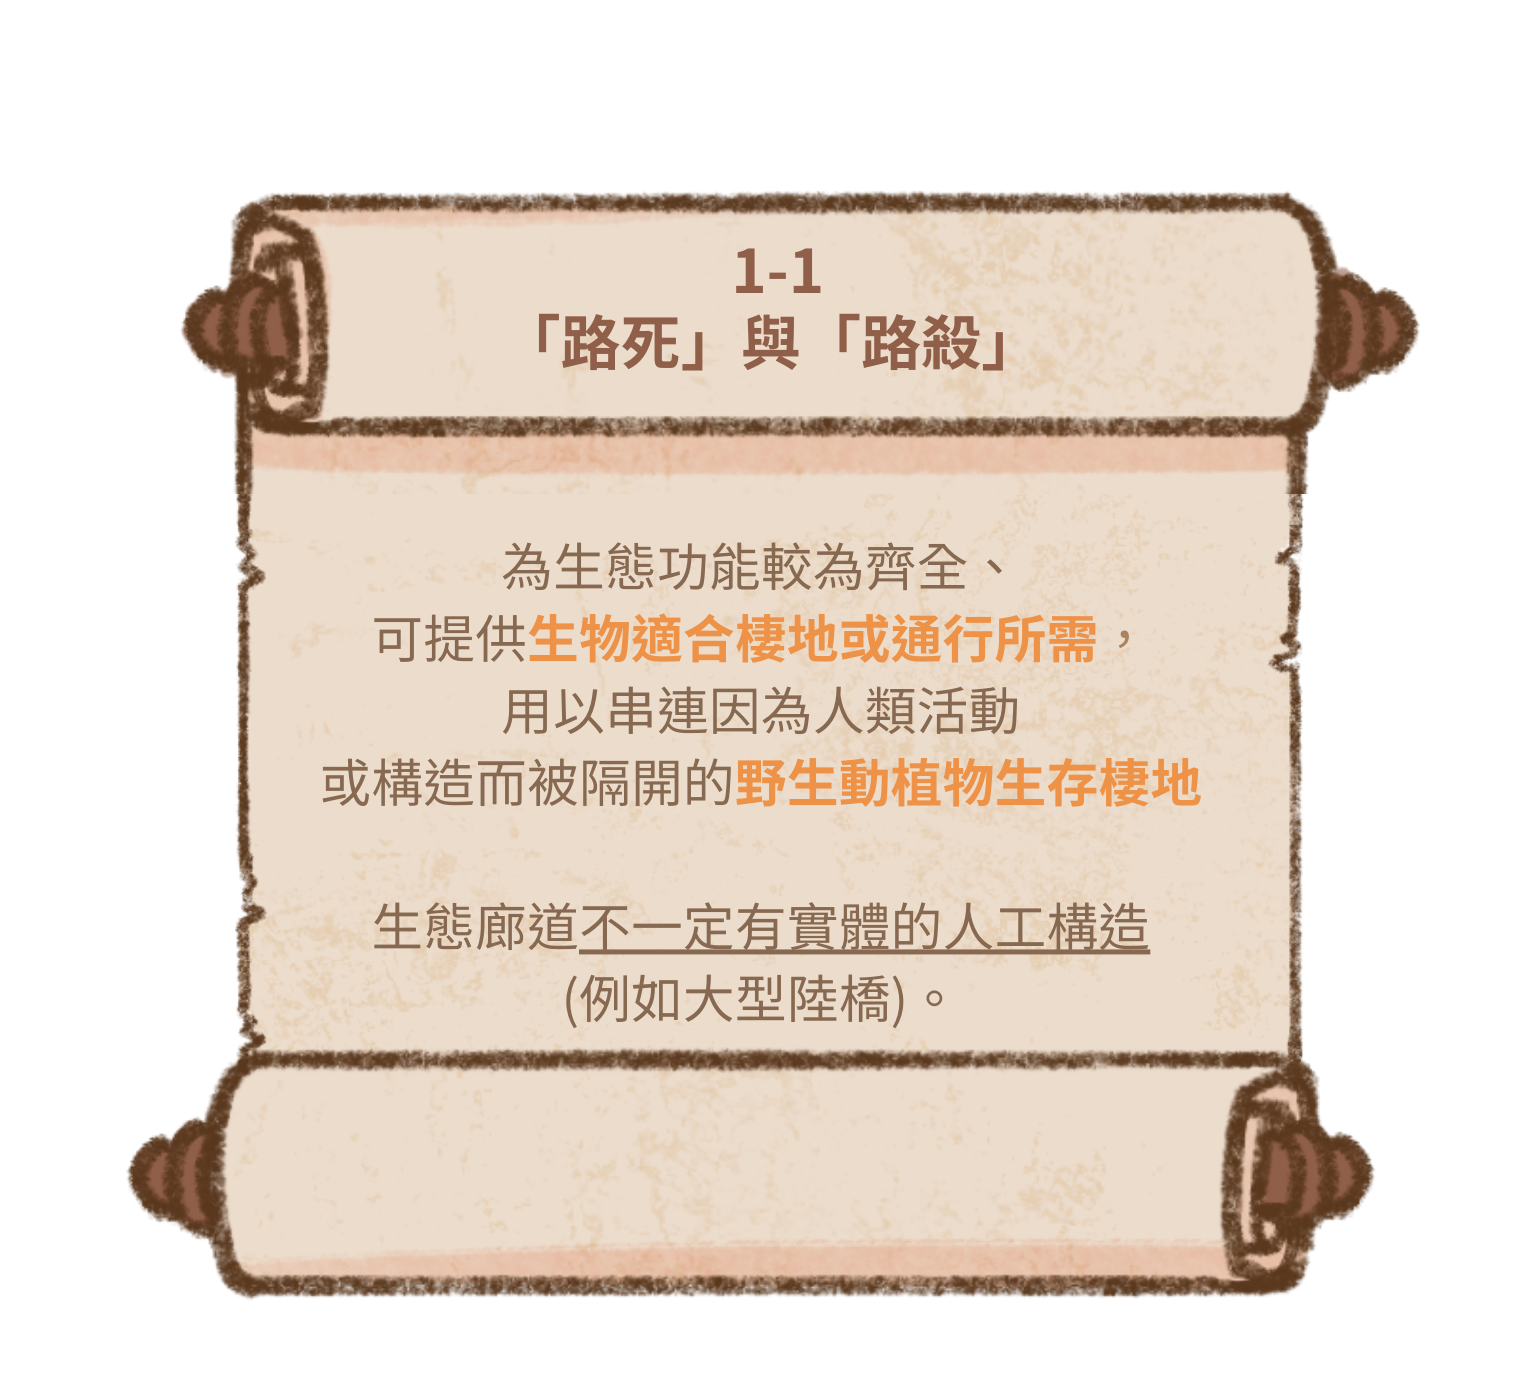 1-1
「路死」與「路殺」
為生態功能較為齊全、
可提供生物適合棲地或通行所需，
用以串連因為人類活動
或構造而被隔開的野生動植物生存棲地
生態廊道不一定有實體的人工構造
(例如大型陸橋)。